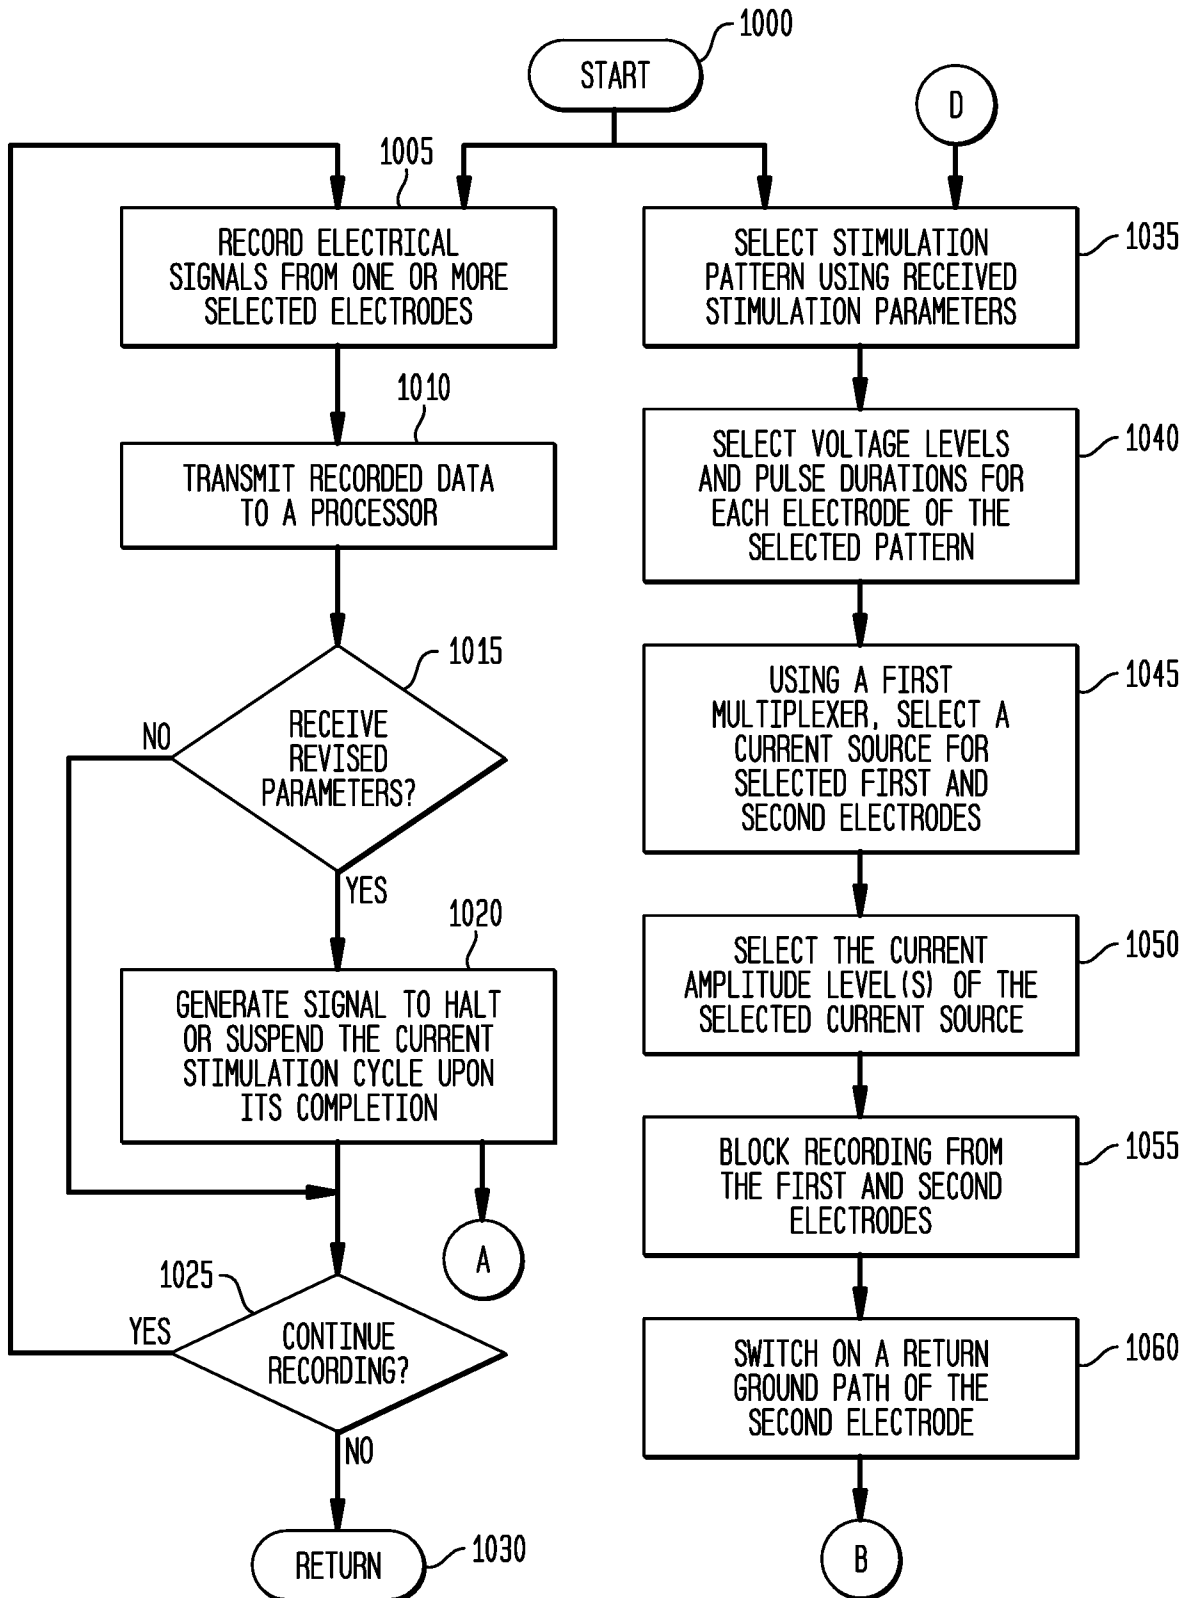 1000
START
D
1005
RECORD ELECTRICAL
SIGNALS FROM ONE OR MORE
SELECTED ELECTRODES
1010
TRANSMIT RECORDED DATA
TO A PROCESSOR
1015
NO
RECEIVE
REVISED
PARAMETERS?
YES
1020
GENERATE SIGNAL TO HALT
OR SUSPEND THE CURRENT
STIMULATION CYCLE UPON
ITS COMPLETION
A
1025
YES
CONTINUE
RECORDING?
NO
RETURN
1030
1035
SELECT STIMULATION
PATTERN USING RECEIVED
STIMULATION PARAMETERS
1040
SELECT VOLTAGE LEVELS
AND PULSE DURATIONS FOR
EACH ELECTRODE OF THE
SELECTED PATTERN
1045
USING A FIRST
MULTIPLEXER, SELECT A
CURRENT SOURCE FOR
SELECTED FIRST AND
SECOND ELECTRODES
1050
SELECT THE CURRENT
AMPLITUDE LEVEL(S) OF THE
SELECTED CURRENT SOURCE
1055
BLOCK RECORDING FROM
THE FIRST AND SECOND
ELECTRODES
1060
SWITCH ON A RETURN
GROUND PATH OF THE
SECOND ELECTRODE
B